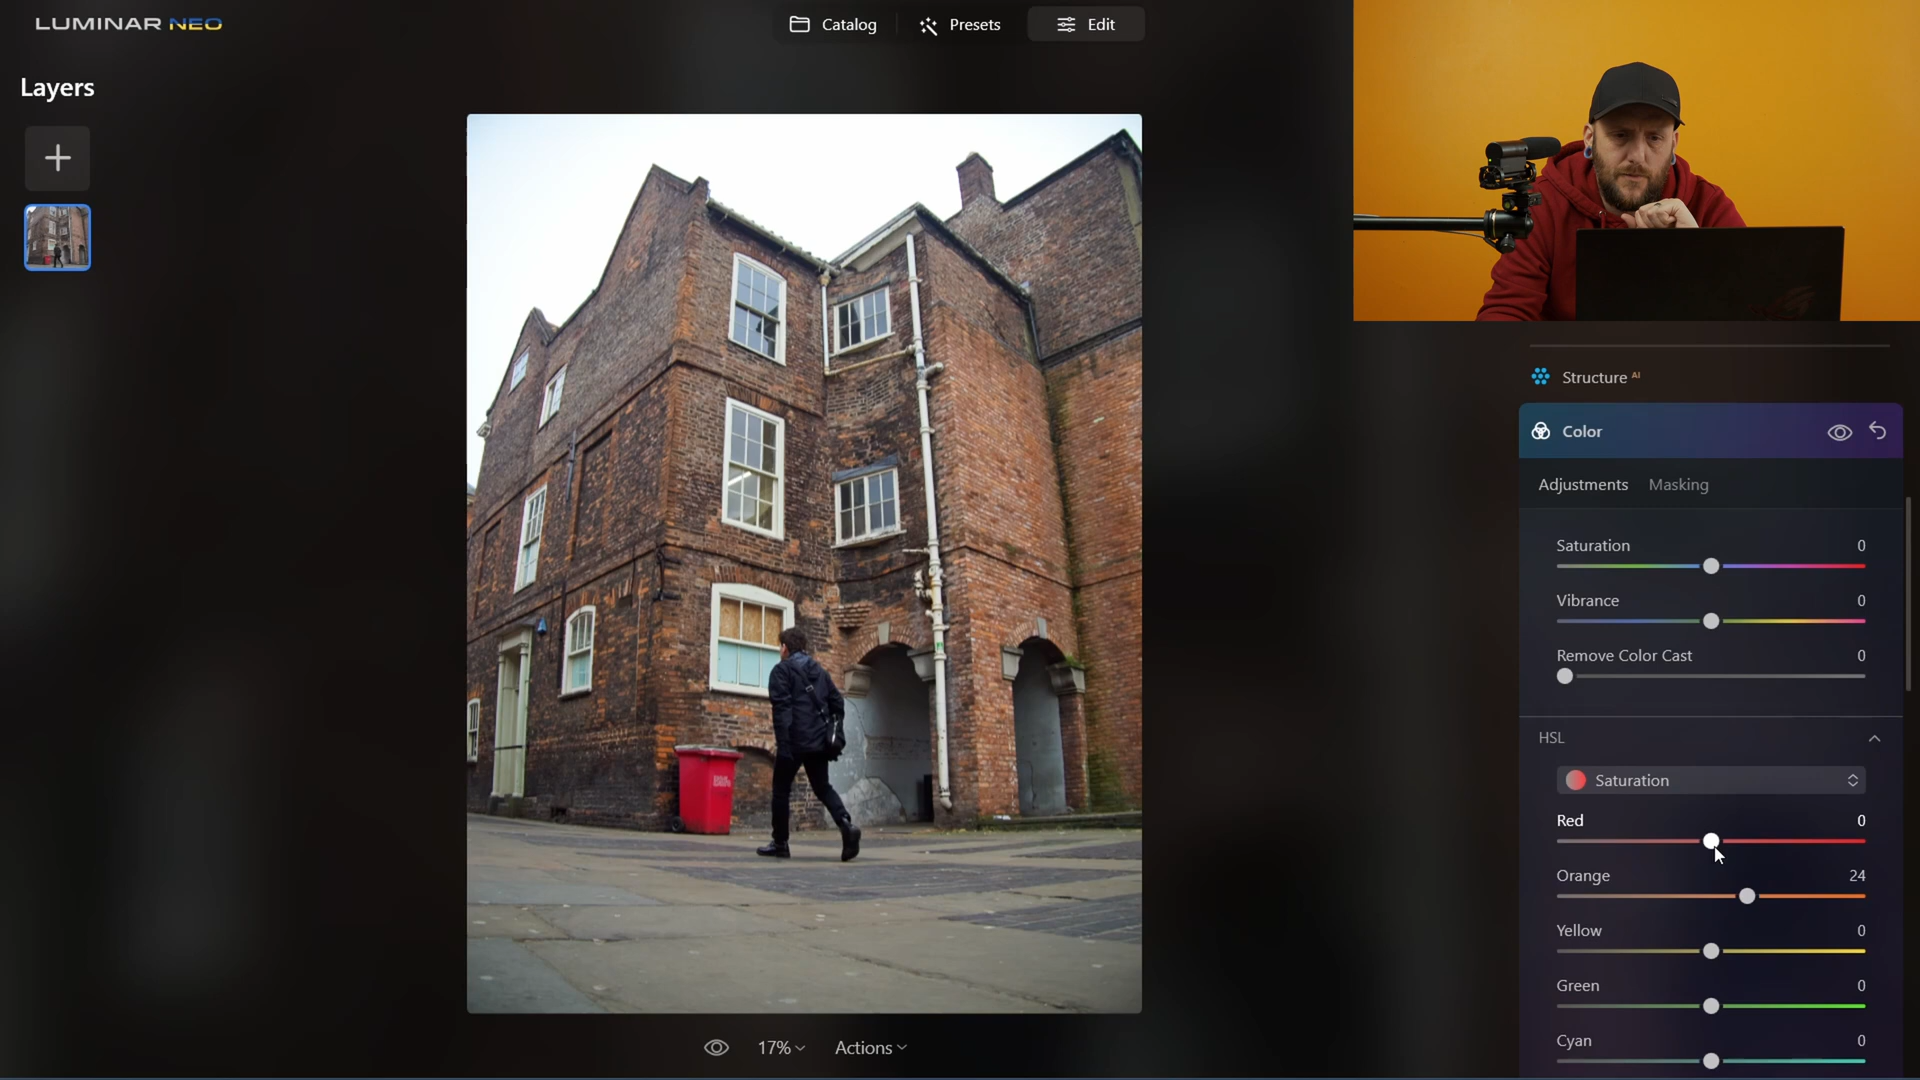 LUMINAR NEO
Catalog
Presets
Edit
Layers
Structure AI
Color
Adjustments Masking
Saturation 0
Vibrance 0
Remove Color Cast 0
HSL
Saturation
Red 0
Orange 24
Yellow 0
Green 0
Cyan 0
17%
Actions